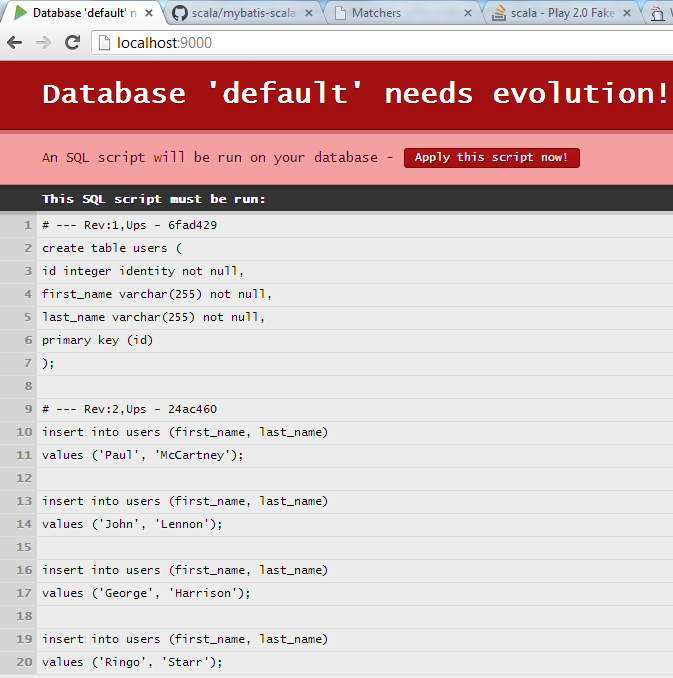 Database 'default' n
scala/mybatis-scala
Matchers
scala - Play 2.0 Fake
localhost:9000
Database 'default' needs evolution!
An SQL script will be run on your database - Apply this script now!
This SQL script must be run:
1 # --- Rev:1,Ups - 6fad429
2 create table users (
3 id integer identity not null,
4 first_name varchar(255) not null,
5 last_name varchar(255) not null,
6 primary key (id)
7 );
8
9 # --- Rev:2,Ups - 24ac460
10 insert into users (first_name, last_name)
11 values ('Paul', 'McCartney');
12
13 insert into users (first_name, last_name)
14 values ('John', 'Lennon');
15
16 insert into users (first_name, last_name)
17 values ('George', 'Harrison');
18
19 insert into users (first_name, last_name)
20 values ('Ringo', 'Starr');